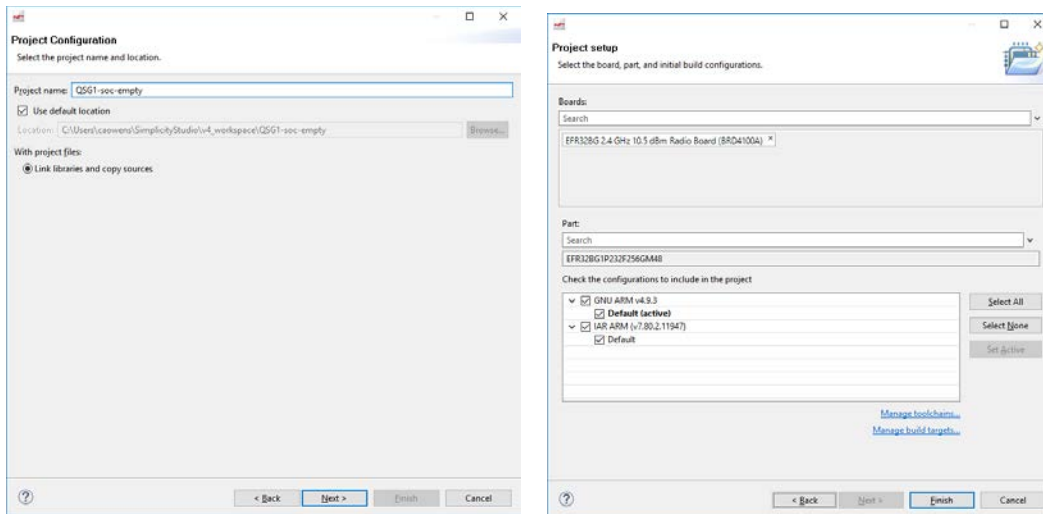 Project Configuration
Select the project name and location.
Project name: QSG1-soc-empty
Use default location
Location: C:\Users\caowens\SimplicityStudio\v4_workspace\QSG1-soc-empty Browse...
With project files:
Link libraries and copy sources
< Back Next > Finish Cancel
Project setup
Select the board, part, and initial build configurations.
Boards:
Search
EFR32BG 2.4 GHz 10.5 dBm Radio Board (BRD4100A) ×
Part:
Search
EFR32BG1P232F256GM48
Check the configurations to include in the project
GNU ARM v4.9.3
Default (active)
IAR ARM (v7.80.2.11947)
Default
Select All
Select None
Set Active
Manage toolchains...
Manage build targets...
< Back Next > Finish Cancel